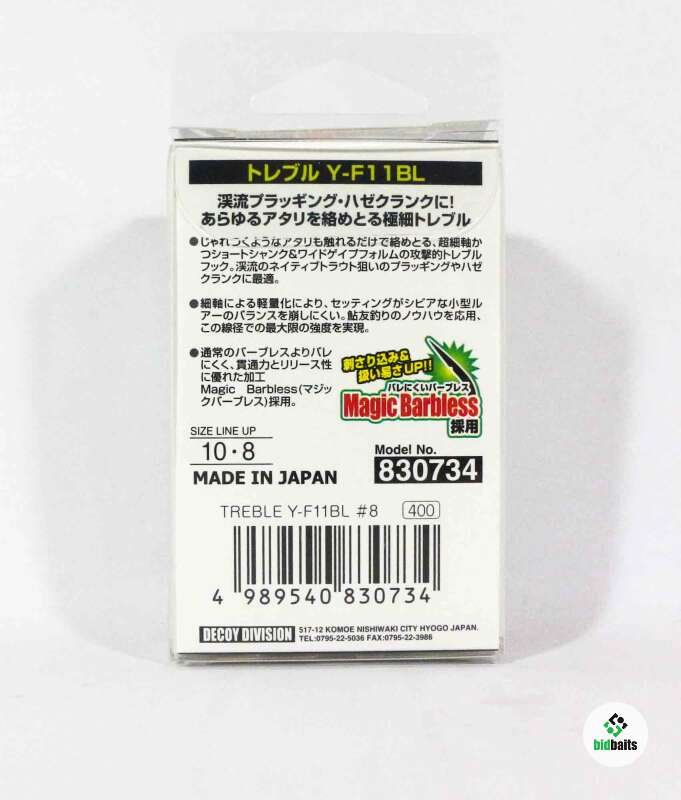 トレブル Y-F11BL
渓流プラッギング・ハゼクランクに!
あらゆるアタリを絡めとる極細トレブル
●じゃれつくようなアタリも触れるだけで絡めとる、超細軸か
つショートシャンク&ワイドゲイプフォルムの攻撃的トレブル
フック。渓流のネイティブトラウト狙いのプラッギングやハゼ
クランクに最適。
●細軸による軽量化により、セッティングがシビアな小型ル
アーのバランスを崩しにくい。鮎友釣りのノウハウを応用、
この線径での最大限の強度を実現。
●通常のバーブレスよりバレ
にくく、貫通力とリリース性
に優れた加工
Magic Barbless(マジッ
クバーブレス)採用。
刺さり込み&
扱い易さUP!!
バレにくいバーブレス
Magic Barbless
採用
SIZE LINE UP
10・8
Model No.
830734
MADE IN JAPAN
TREBLE Y-F11BL #8 400
4 989540 830734
DECOY DIVISION
517-12 KOMOE NISHIWAKI CITY HYOGO JAPAN.
TEL:0795-22-5036 FAX:0795-22-3986
bidbaits